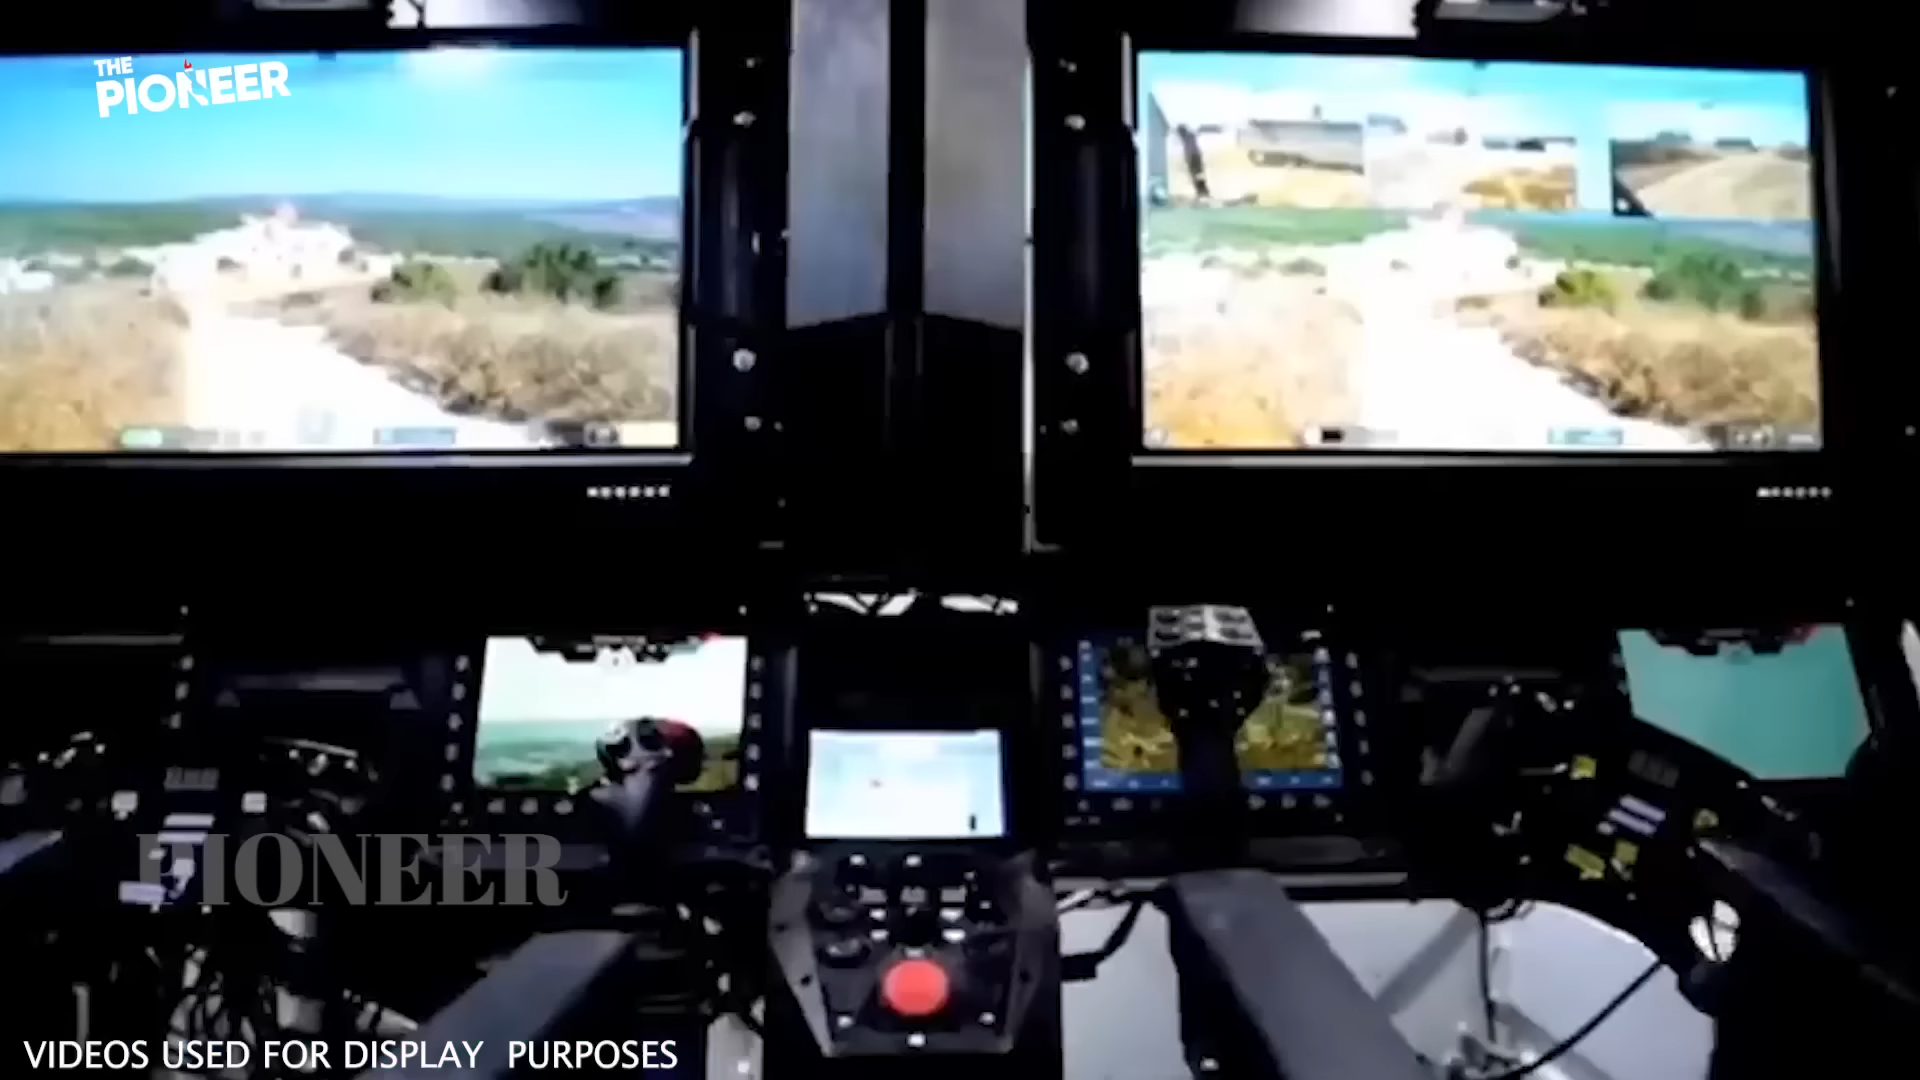 THE
PIONEER
PIONEER
VIDEOS USED FOR DISPLAY PURPOSES